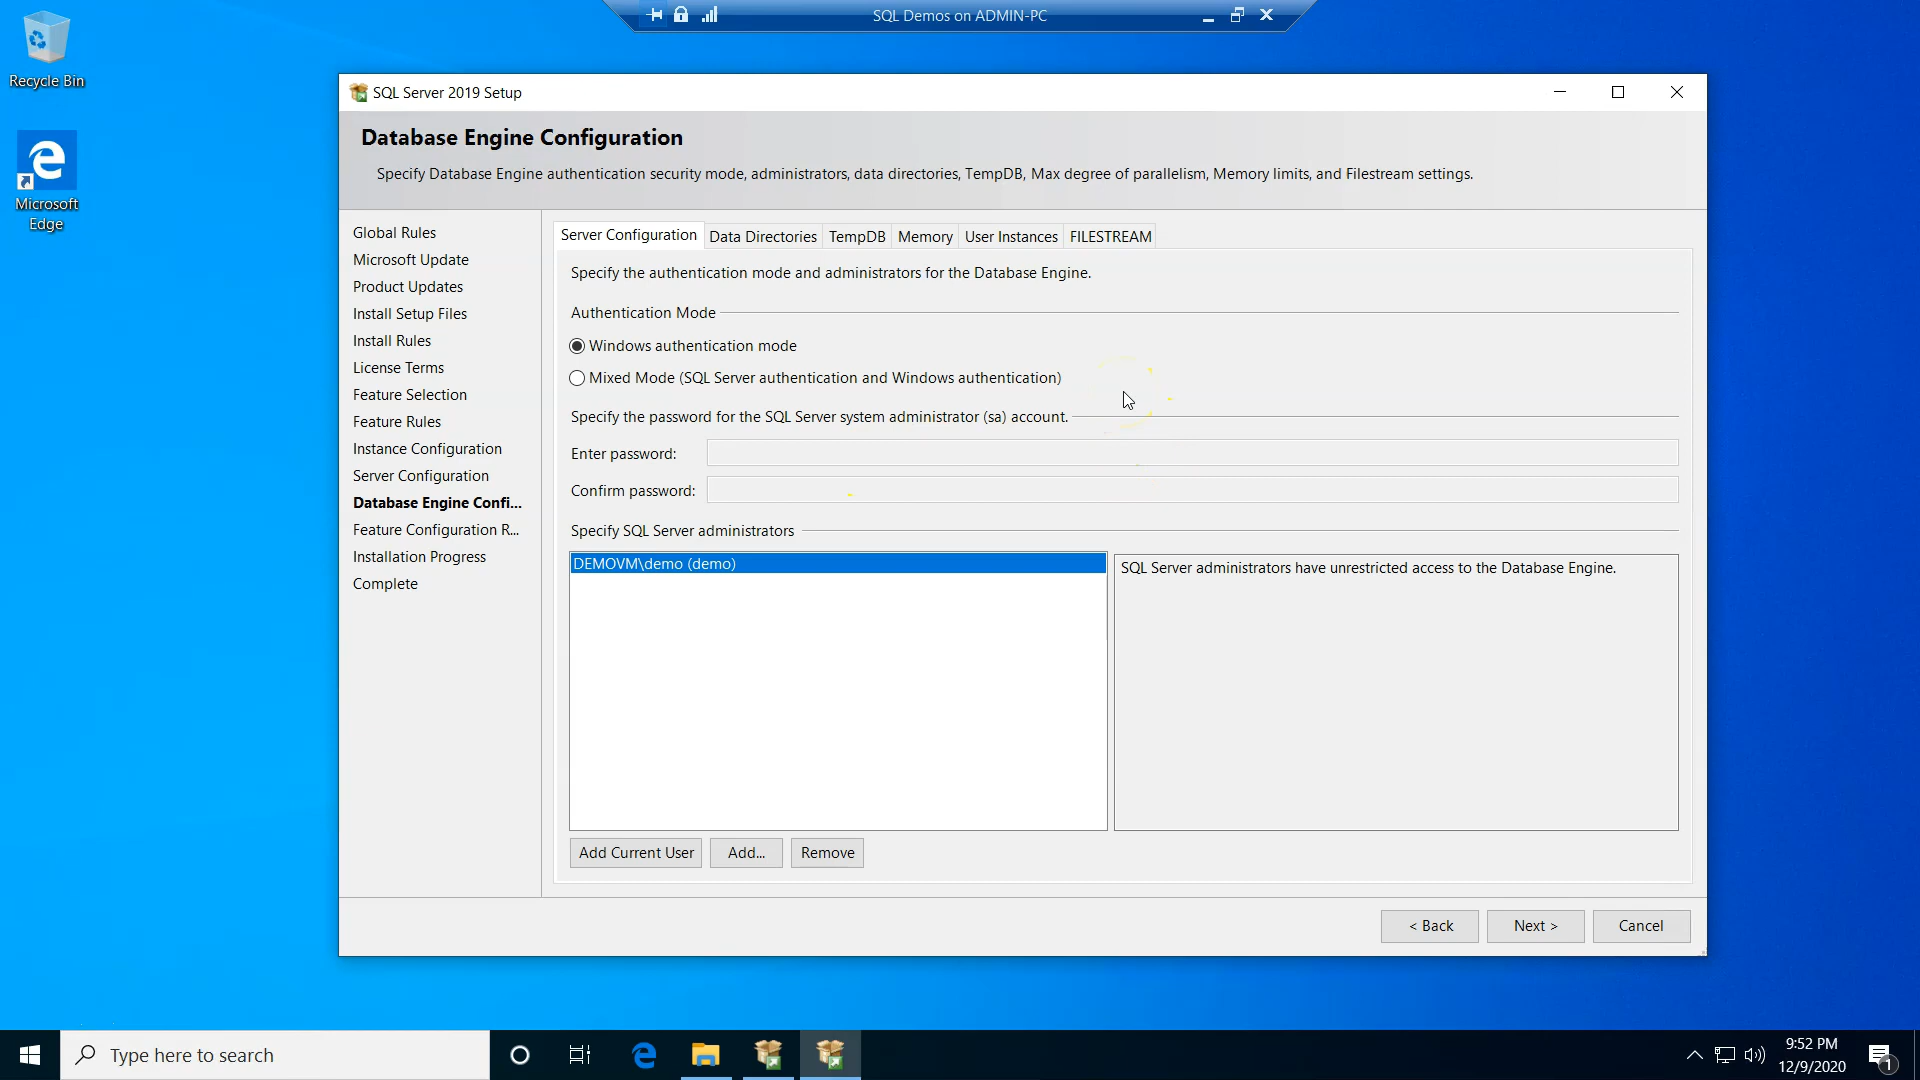 SQL Demos on ADMIN-PC
Recycle Bin
Microsoft
Edge
SQL Server 2019 Setup
Database Engine Configuration
Specify Database Engine authentication security mode, administrators, data directories, TempDB, Max degree of parallelism, Memory limits, and Filestream settings.
Global Rules
Microsoft Update
Product Updates
Install Setup Files
Install Rules
License Terms
Feature Selection
Feature Rules
Instance Configuration
Server Configuration
Database Engine Confi...
Feature Configuration R...
Installation Progress
Complete
Server Configuration Data Directories TempDB Memory User Instances FILESTREAM
Specify the authentication mode and administrators for the Database Engine.
Authentication Mode
Windows authentication mode
Mixed Mode (SQL Server authentication and Windows authentication)
Specify the password for the SQL Server system administrator (sa) account.
Enter password:
Confirm password:
Specify SQL Server administrators
DEMOVM\demo (demo)
SQL Server administrators have unrestricted access to the Database Engine.
Add Current User Add... Remove
< Back Next > Cancel
Type here to search
9:52 PM
12/9/2020
1